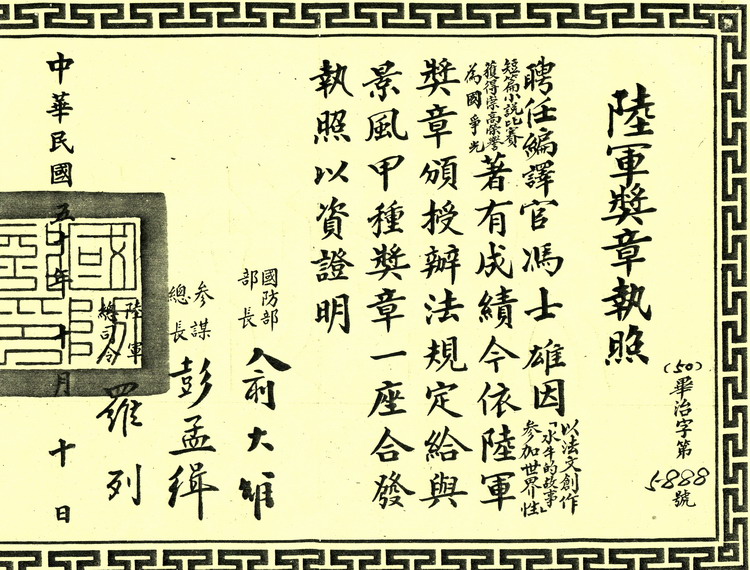 陸軍獎章執照
(50)畢治字第5888號
聘任編譯官馮士雄因以法文創作
「水牛的故事」
參加世界性
短篇小說比賽
獲得崇高榮譽
為國爭光
著有成績今依陸軍
獎章頒授辦法規定給與
景風甲種獎章一座合發
執照以資證明
國防部
部長 俞大維
參謀
總長 彭孟緝
陸軍
總司令 羅列
中華民國五十年十月十日